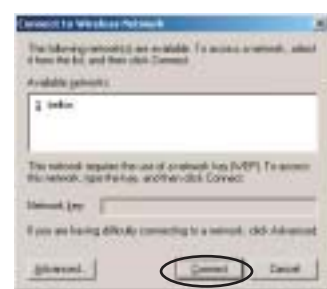 Connect to Wireless Network
The following network(s) are available. To access a network, select
it from the list, and then click Connect.
Available networks:
belkin
This network requires the use of a network key (WEP). To access
this network, type the key, and then click Connect.
Network key:
If you are having difficulty connecting to a network, click Advanced.
Advanced...
Connect
Cancel